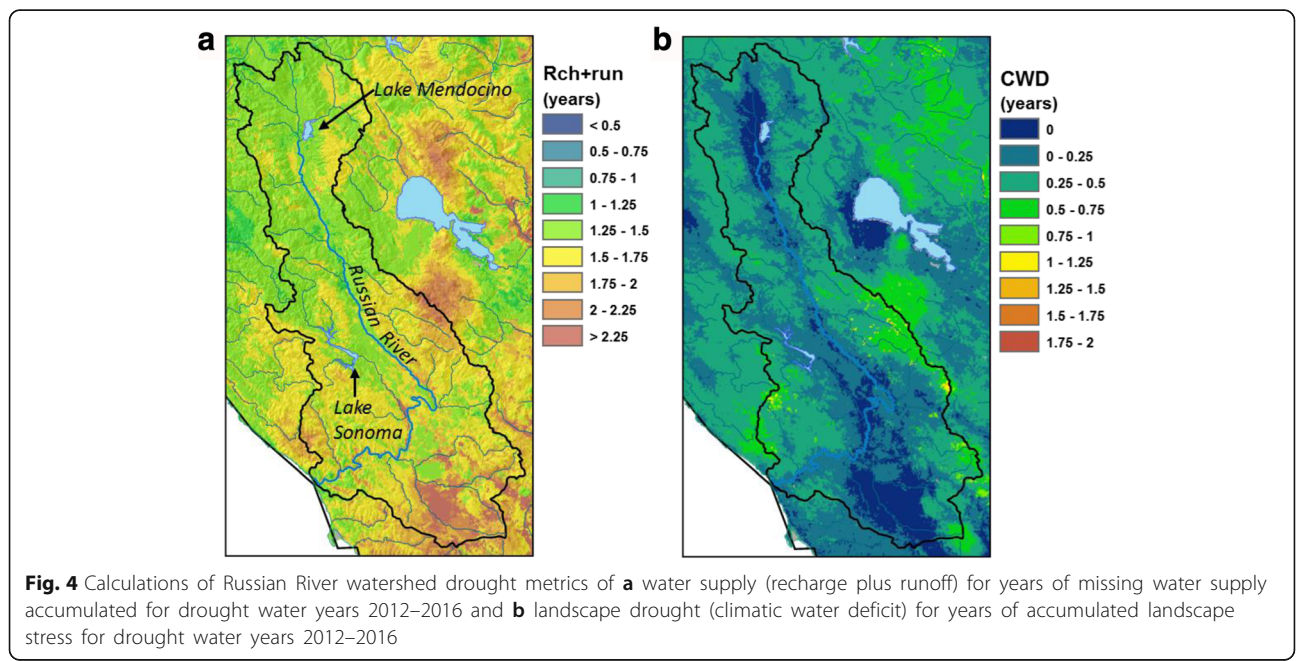 a
Rch+run
(years)
< 0.5
0.5 - 0.75
0.75 - 1
1 - 1.25
1.25 - 1.5
1.5 - 1.75
1.75 - 2
2 - 2.25
> 2.25
Lake Mendocino
Russian River
Lake
Sonoma
b
CWD
(years)
0
0 - 0.25
0.25 - 0.5
0.5 - 0.75
0.75 - 1
1 - 1.25
1.25 - 1.5
1.5 - 1.75
1.75 - 2
Fig. 4 Calculations of Russian River watershed drought metrics of a water supply (recharge plus runoff) for years of missing water supply
accumulated for drought water years 2012–2016 and b landscape drought (climatic water deficit) for years of accumulated landscape
stress for drought water years 2012–2016